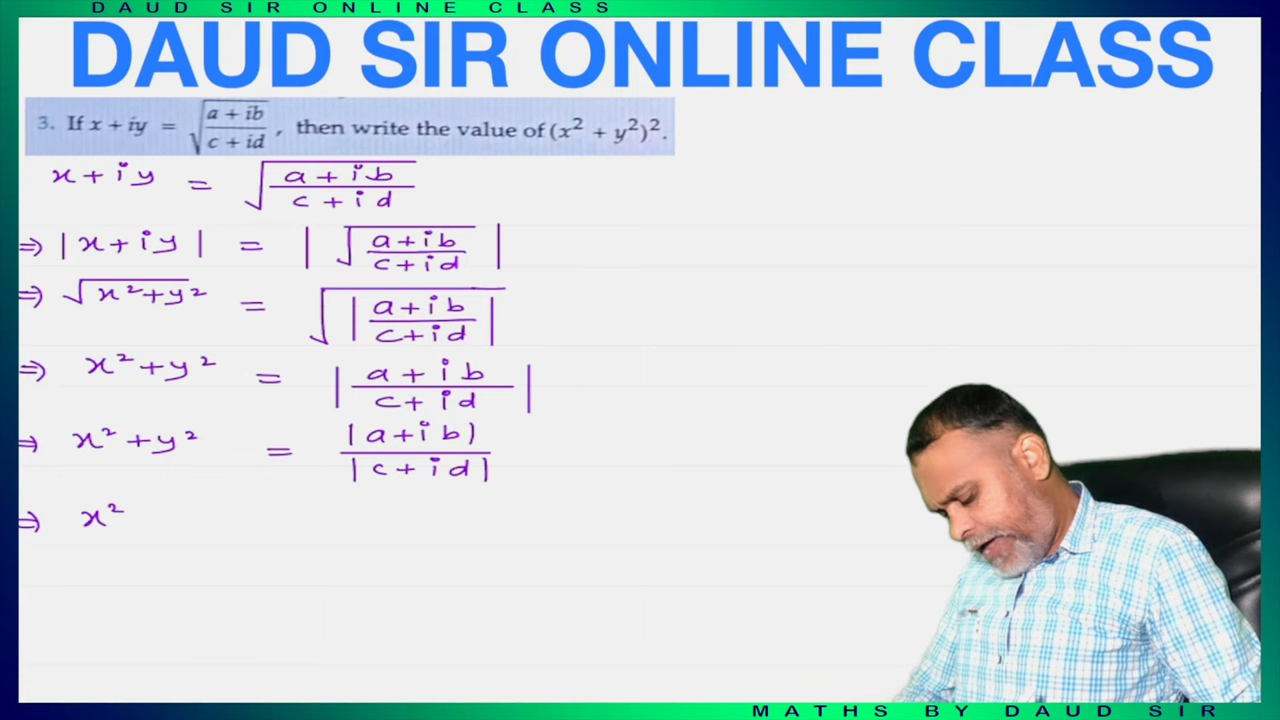 DAUD SIR ONLINE CLASS
DAUD SIR ONLINE CLASS
3. If x + iy = √((a + ib)/(c + id)), then write the value of (x² + y²)².
x + iy = √((a + ib)/(c + id))
⇒ |x + iy| = |√((a+ib)/(c+id))|
⇒ √(x²+y²) = √|(a+ib)/(c+id)|
⇒ x² + y² = |(a + ib)/(c + id)|
⇒ x² + y² = |a+ib|/|c+id|
⇒ x²
MATHS BY DAUD SIR